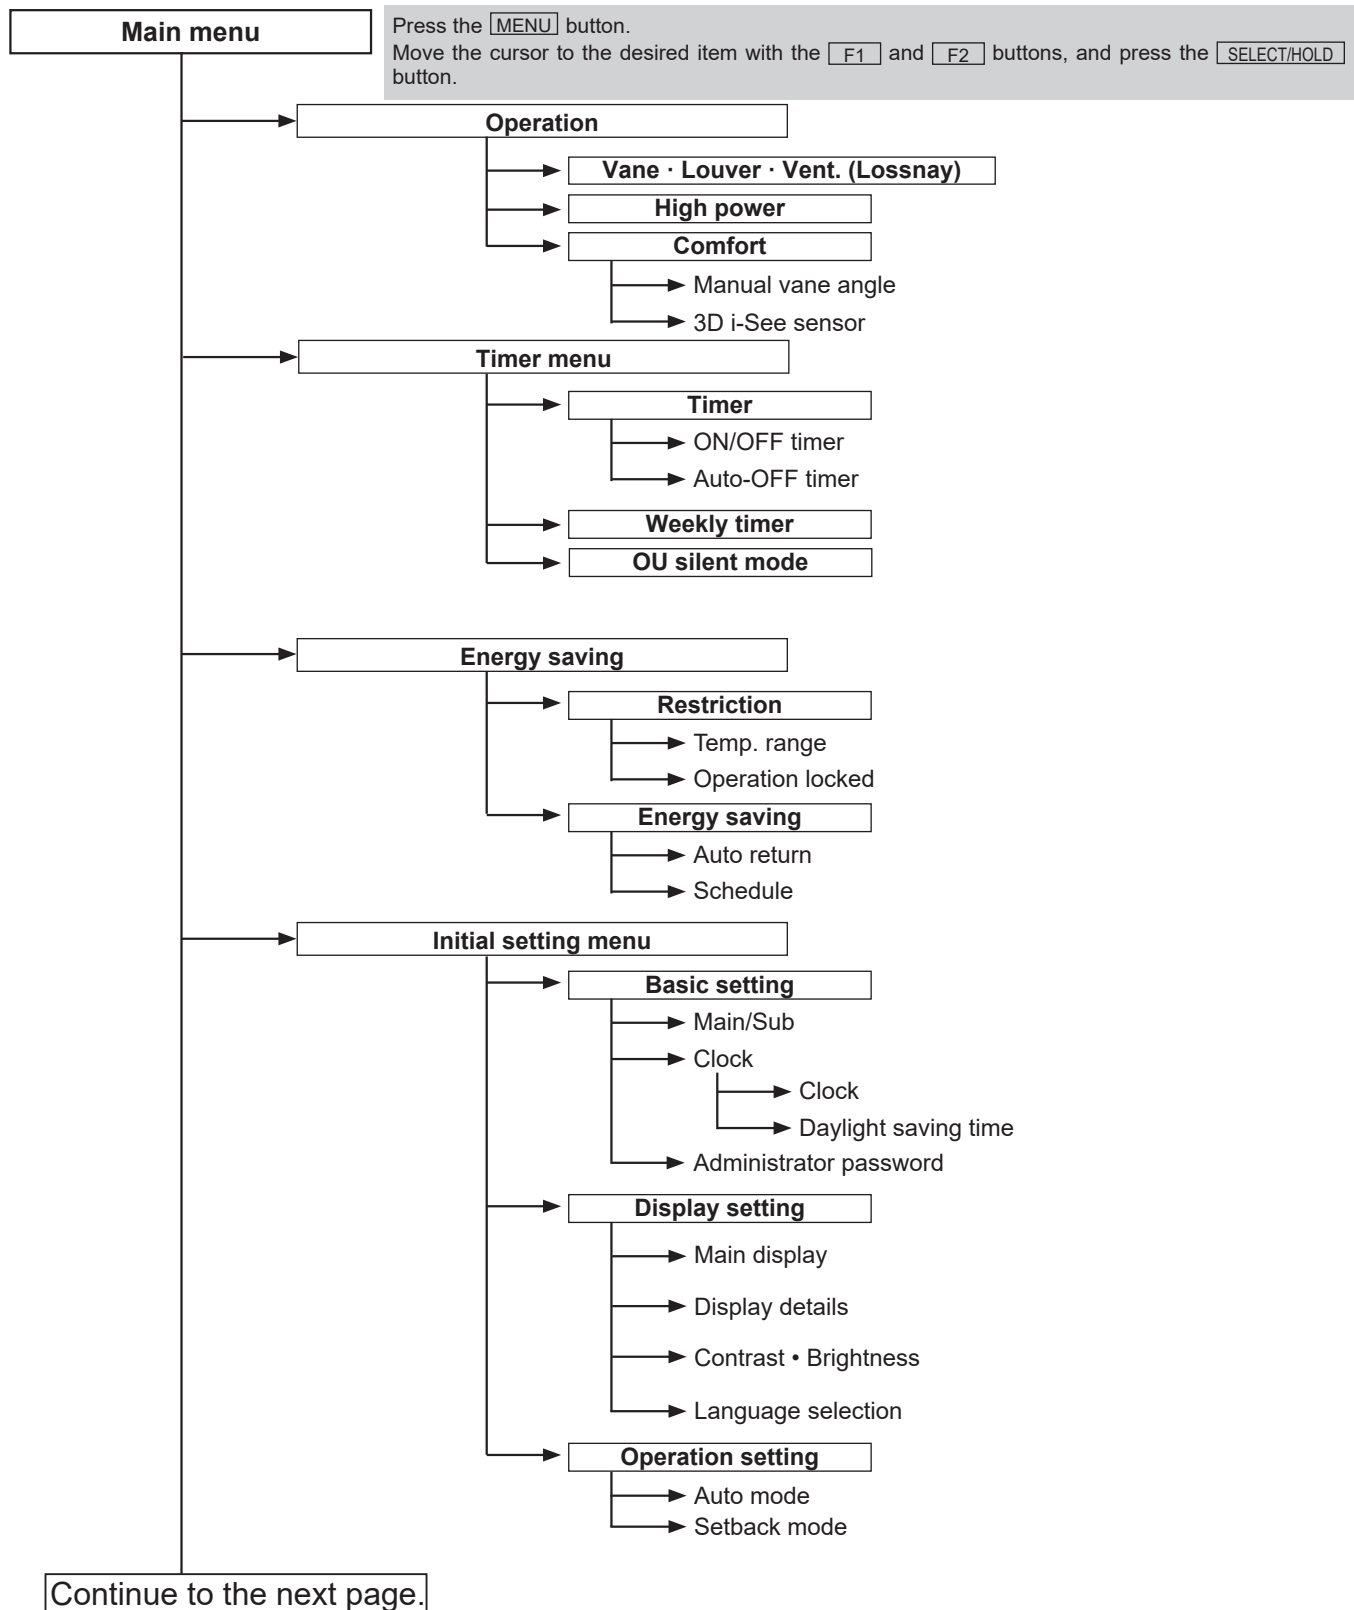 Main menu
Press the MENU button.
Move the cursor to the desired item with the F1 and F2 buttons, and press the SELECT/HOLD
button.
Operation
Vane · Louver · Vent. (Lossnay)
High power
Comfort
Manual vane angle
3D i-See sensor
Timer menu
Timer
ON/OFF timer
Auto-OFF timer
Weekly timer
OU silent mode
Energy saving
Restriction
Temp. range
Operation locked
Energy saving
Auto return
Schedule
Initial setting menu
Basic setting
Main/Sub
Clock
Clock
Daylight saving time
Administrator password
Display setting
Main display
Display details
Contrast • Brightness
Language selection
Operation setting
Auto mode
Setback mode
Continue to the next page.